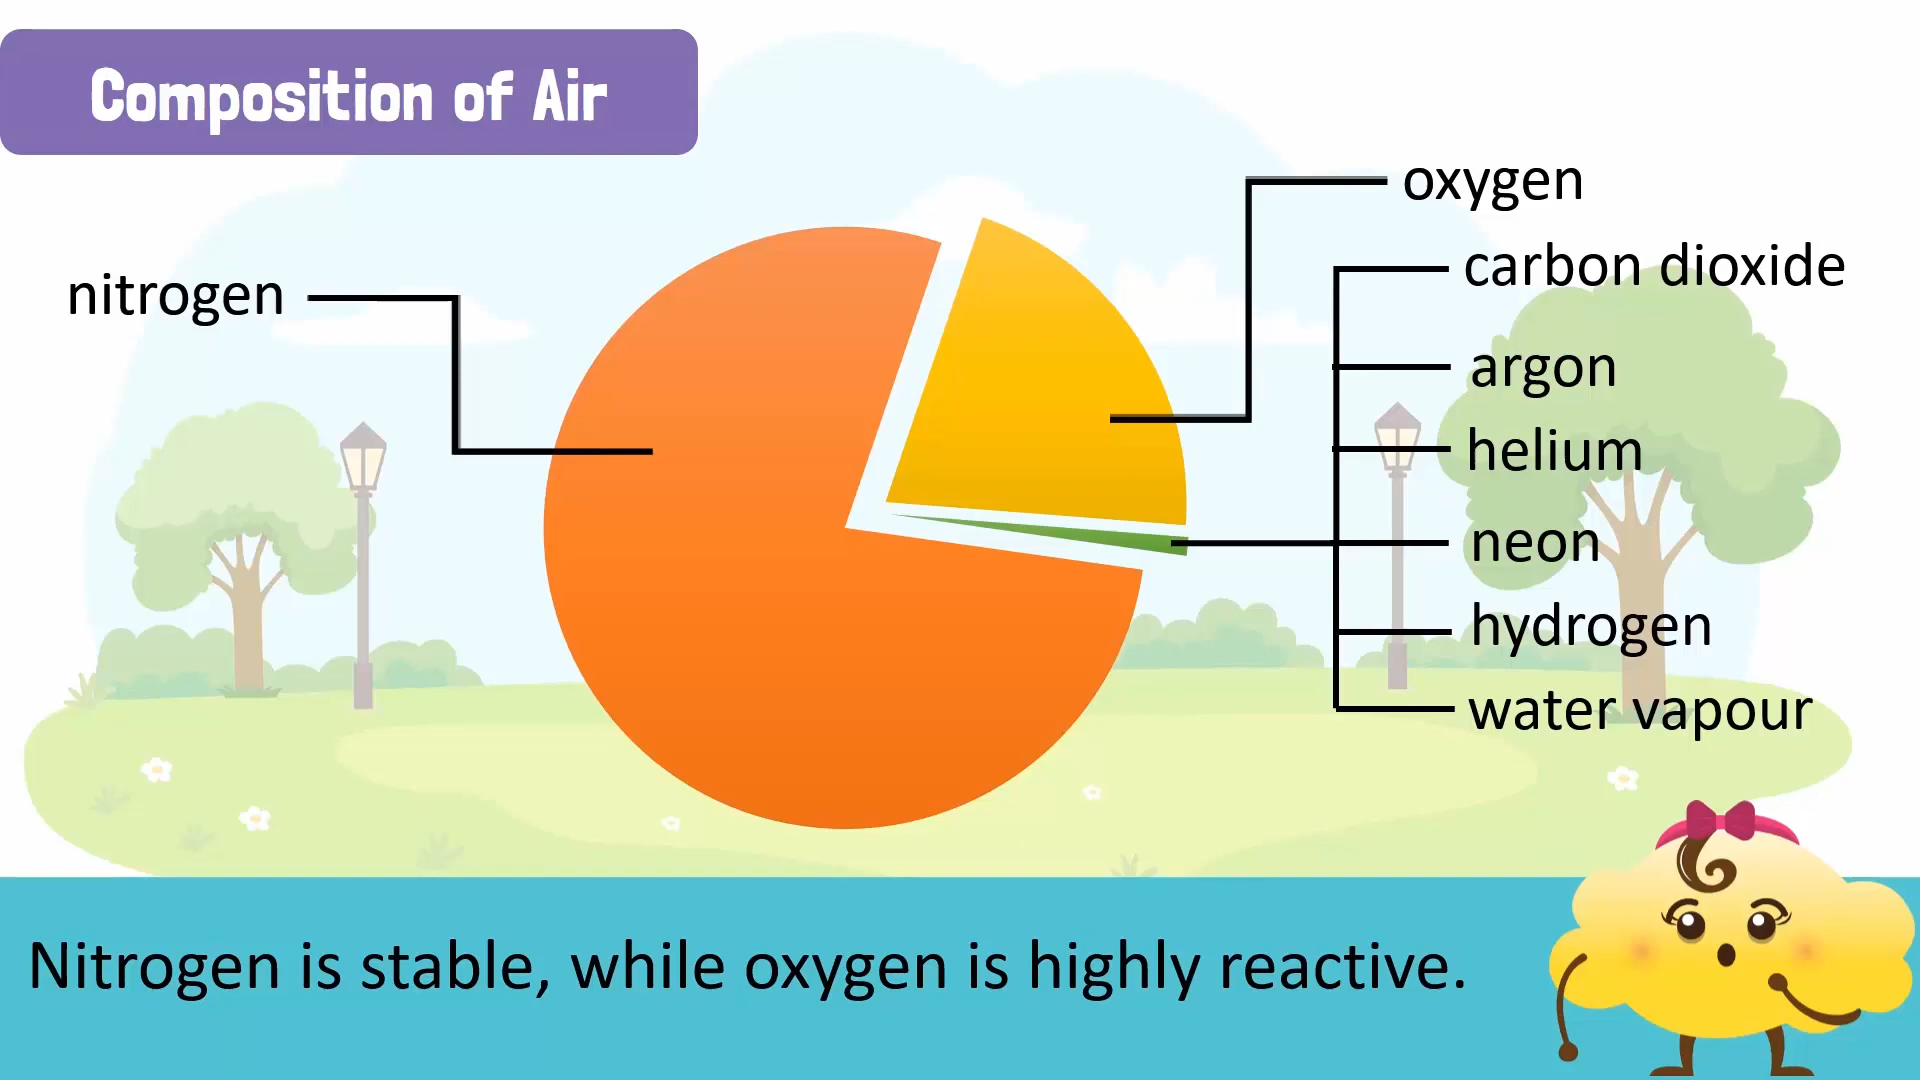 Composition of Air
nitrogen
oxygen
carbon dioxide
argon
helium
neon
hydrogen
water vapour
Nitrogen is stable, while oxygen is highly reactive.